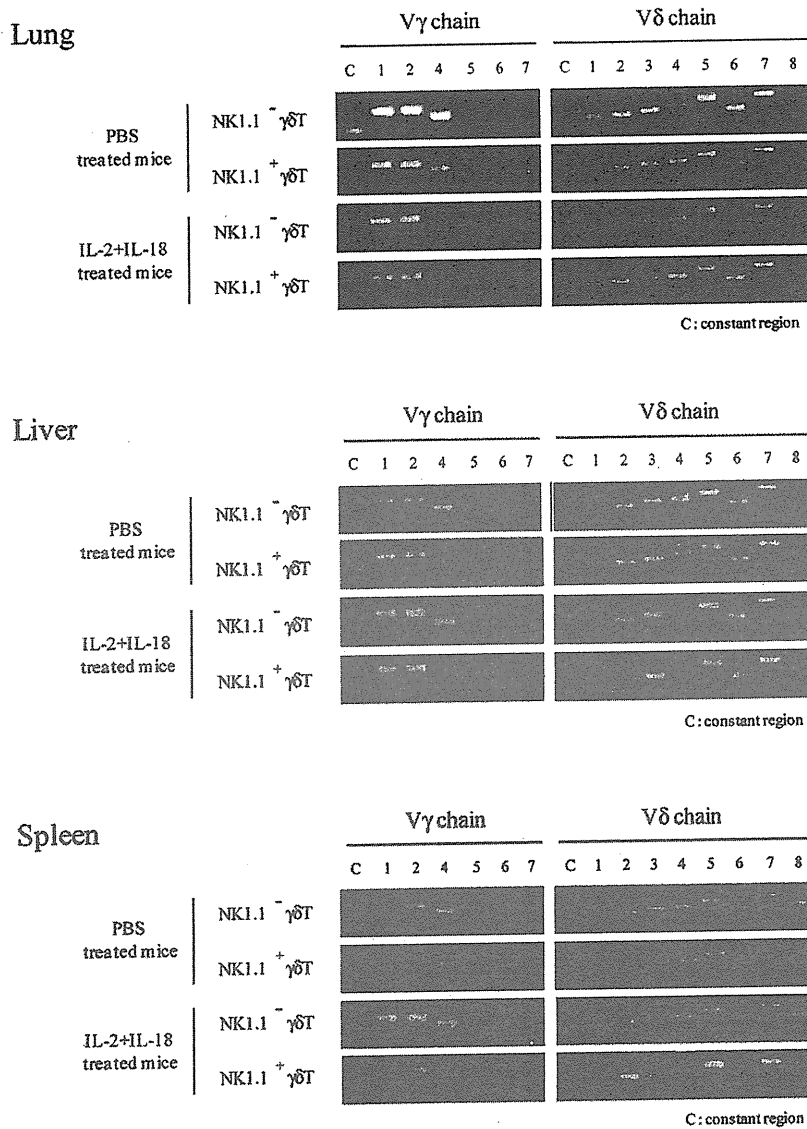 Lung
Vγ chain Vδ chain
C 1 2 4 5 6 7 C 1 2 3 4 5 6 7 8
PBS treated mice
NK1.1 - γδT
NK1.1 + γδT
IL-2+IL-18 treated mice
NK1.1 - γδT
NK1.1 + γδT
C : constant region
Liver
Vγ chain Vδ chain
C 1 2 4 5 6 7 C 1 2 3 4 5 6 7 8
PBS treated mice
NK1.1 - γδT
NK1.1 + γδT
IL-2+IL-18 treated mice
NK1.1 - γδT
NK1.1 + γδT
C : constant region
Spleen
Vγ chain Vδ chain
C 1 2 4 5 6 7 C 1 2 3 4 5 6 7 8
PBS treated mice
NK1.1 - γδT
NK1.1 + γδT
IL-2+IL-18 treated mice
NK1.1 - γδT
NK1.1 + γδT
C : constant region